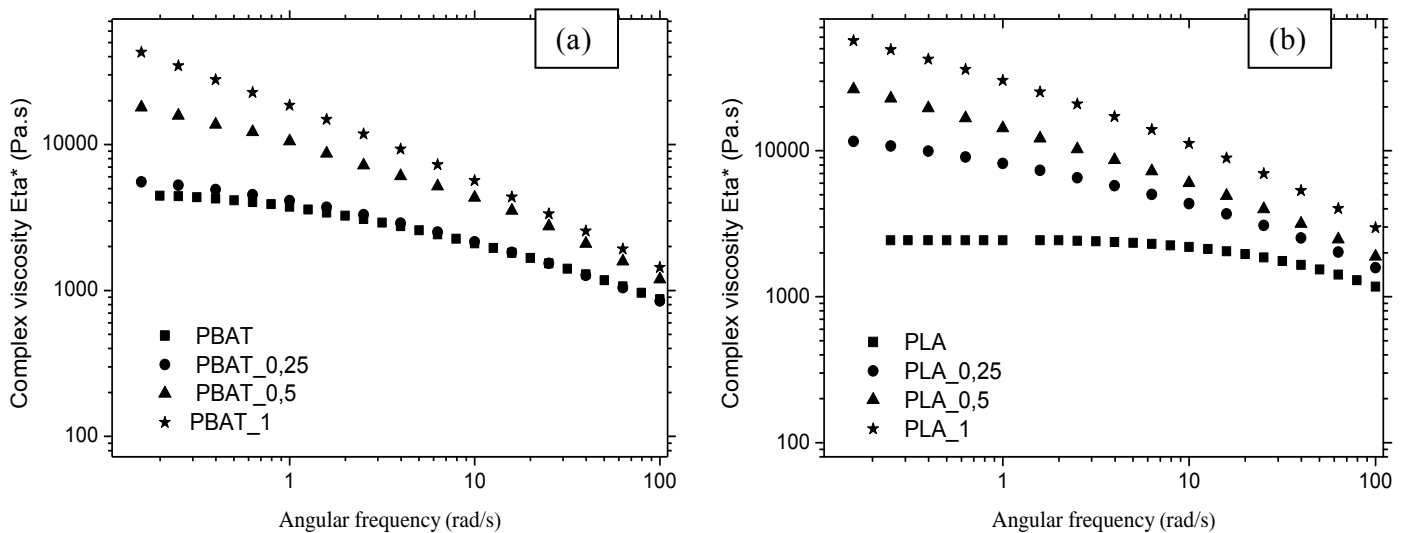 (a)
Complex viscosity Eta* (Pa.s)
10000
1000
100
PBAT
PBAT_0,25
PBAT_0,5
PBAT_1
1
10
100
Angular frequency (rad/s)
(b)
Complex viscosity Eta* (Pa.s)
10000
1000
100
PLA
PLA_0,25
PLA_0,5
PLA_1
1
10
100
Angular frequency (rad/s)